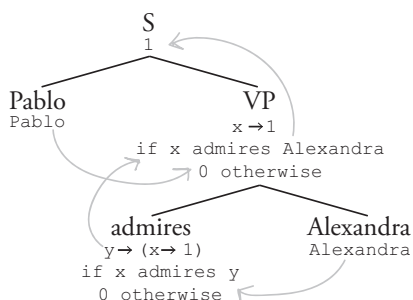 S
1
Pablo
Pablo
VP
x→1
if x admires Alexandra
0 otherwise
admires
y→ (x→1)
if x admires y
0 otherwise
Alexandra
Alexandra